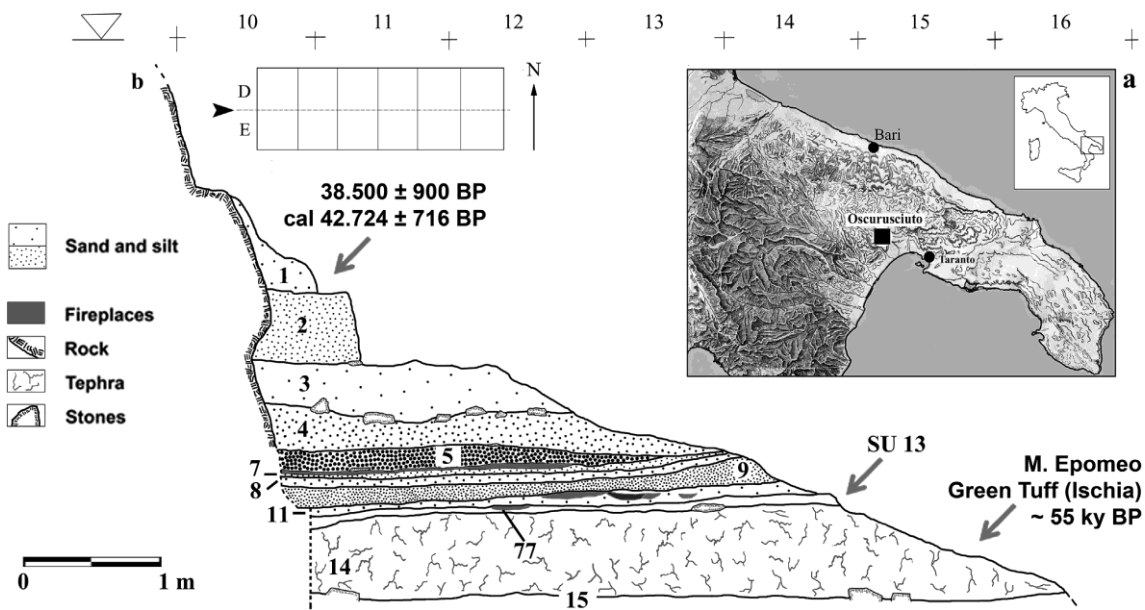 10 11 12 13 14 15 16
b
D
E
N
a
Bari
Oscurusciuto
Taranto
38.500 ± 900 BP
cal 42.724 ± 716 BP
Sand and silt
Fireplaces
Rock
Tephra
Stones
1
2
3
4
5
7
8
9
11
SU 13
M. Epomeo
Green Tuff (Ischia)
~ 55 ky BP
77
14
15
0 1 m